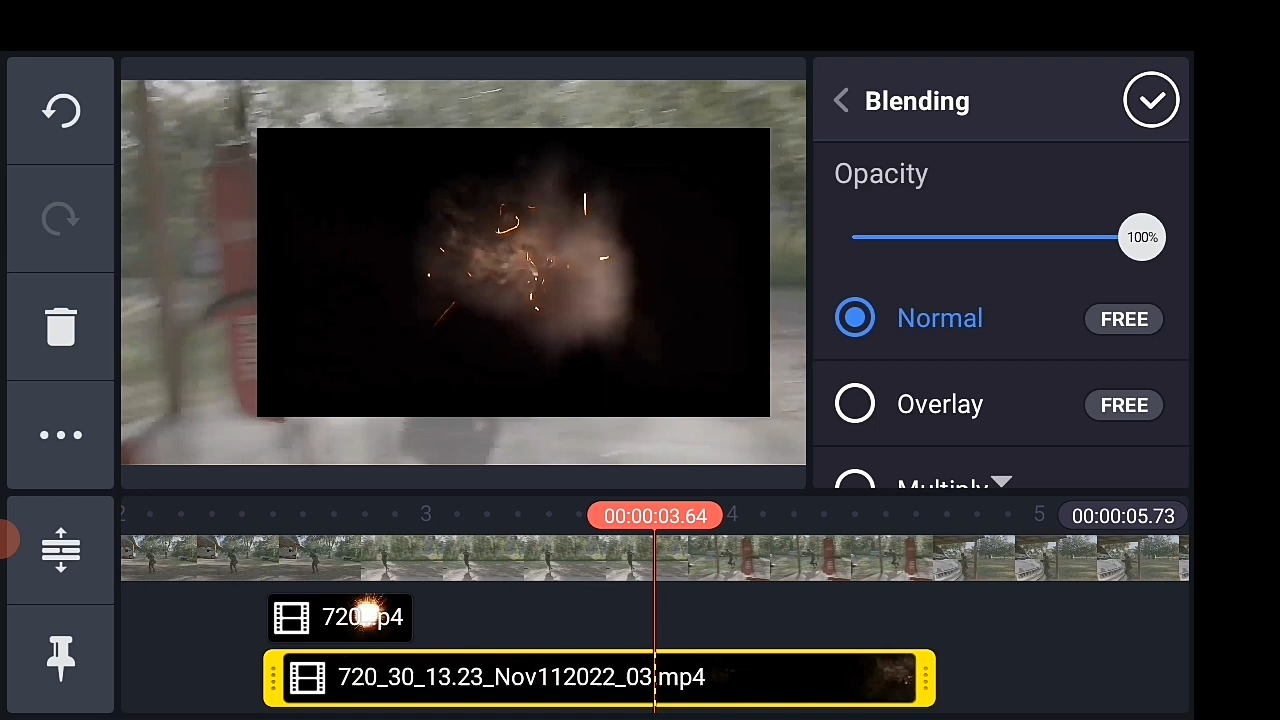 Blending
Opacity
100%
Normal FREE
Overlay FREE
Multiply
2 3 00:00:03.64 4 5 00:00:05.73
720 p4
720_30_13.23_Nov112022_03 mp4